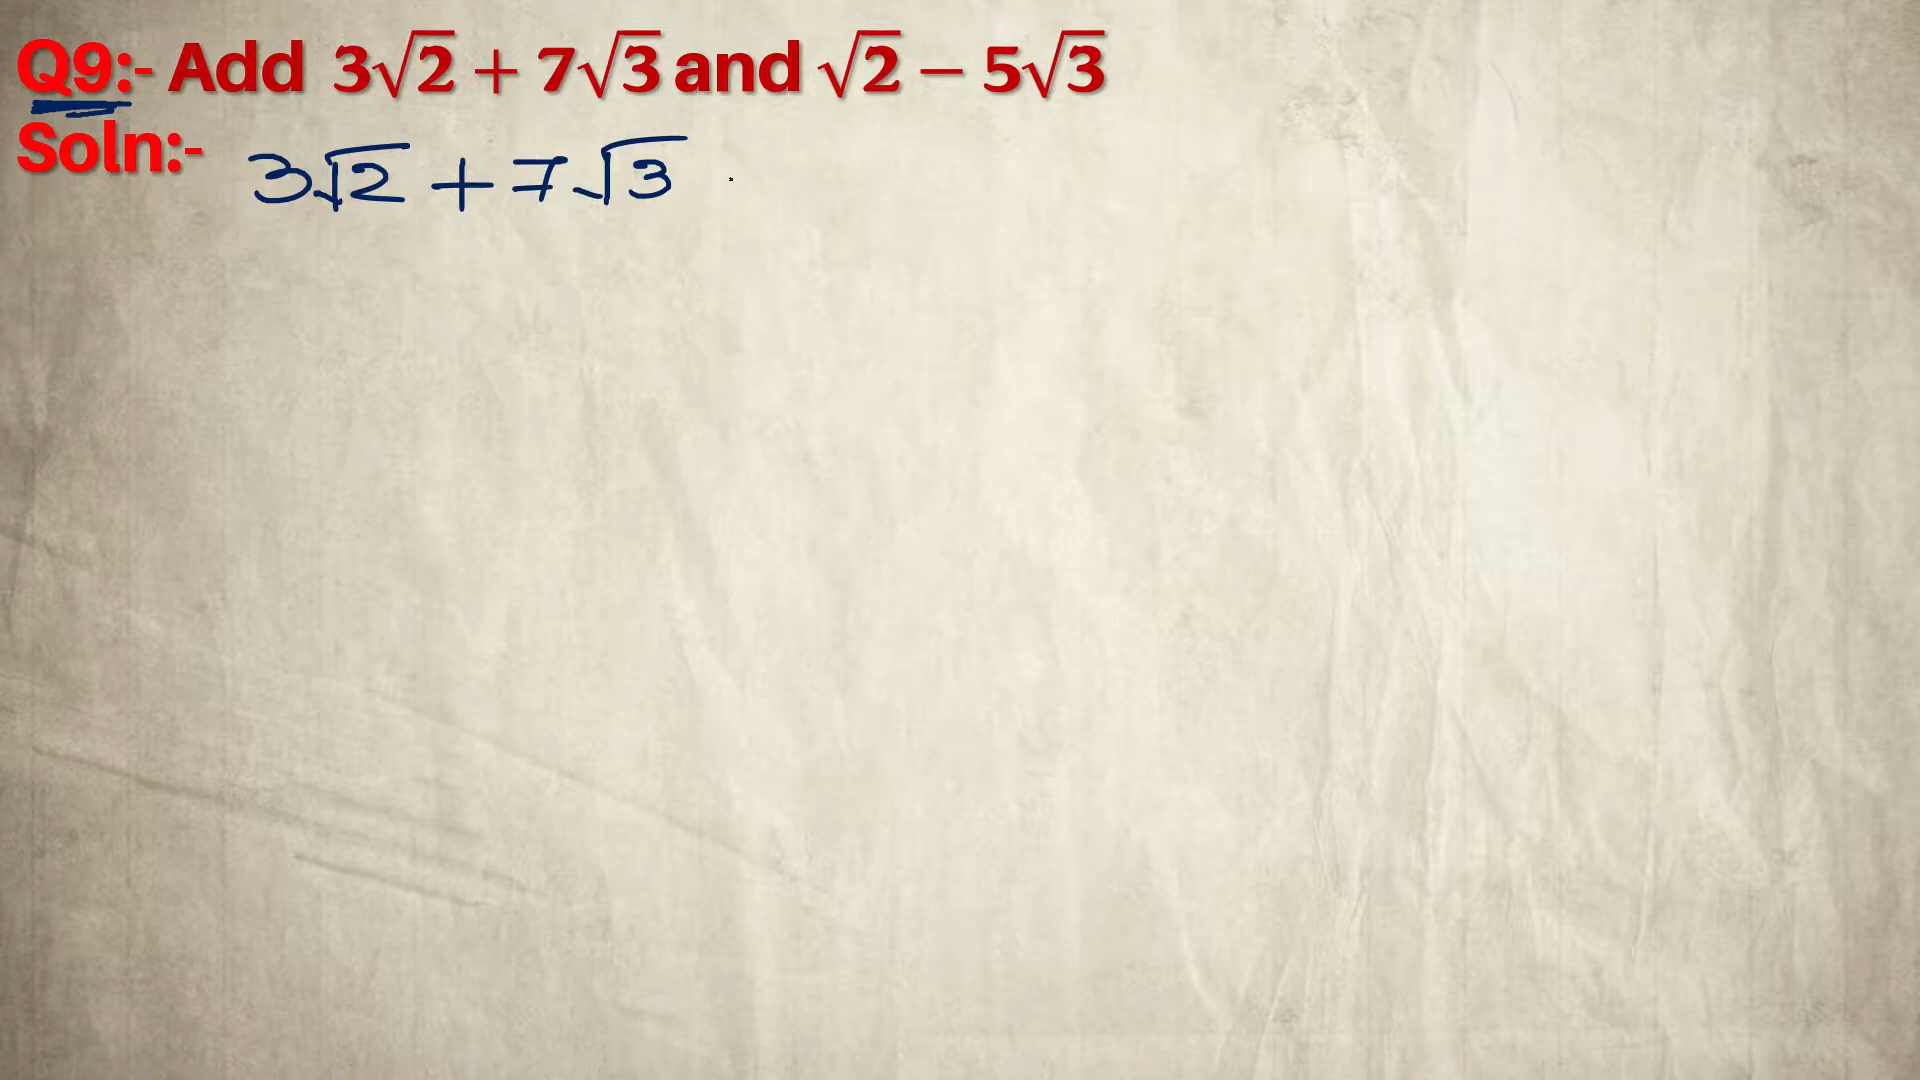 Q9:- Add 3√2 + 7√3 and √2 − 5√3
Soln:- 3√2 + 7√3